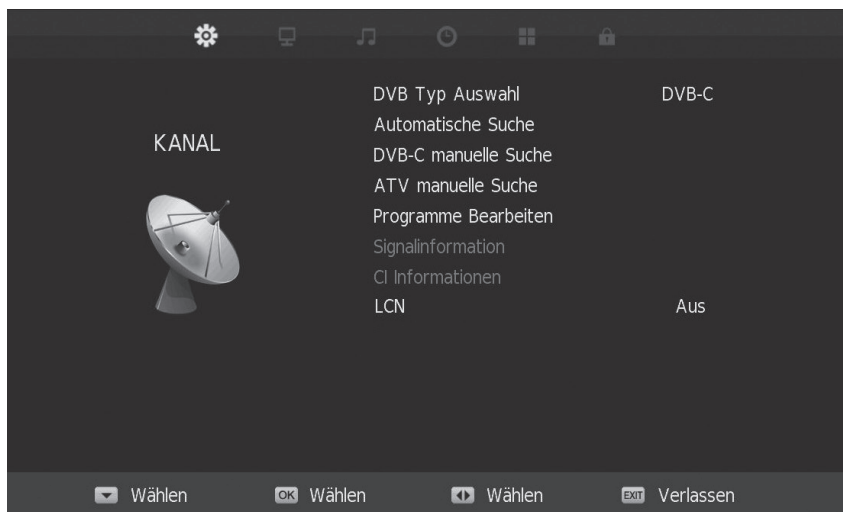 KANAL
DVB Typ Auswahl DVB-C
Automatische Suche
DVB-C manuelle Suche
ATV manuelle Suche
Programme Bearbeiten
Signalinformation
CI Informationen
LCN Aus
Wählen OK Wählen Wählen EXIT Verlassen